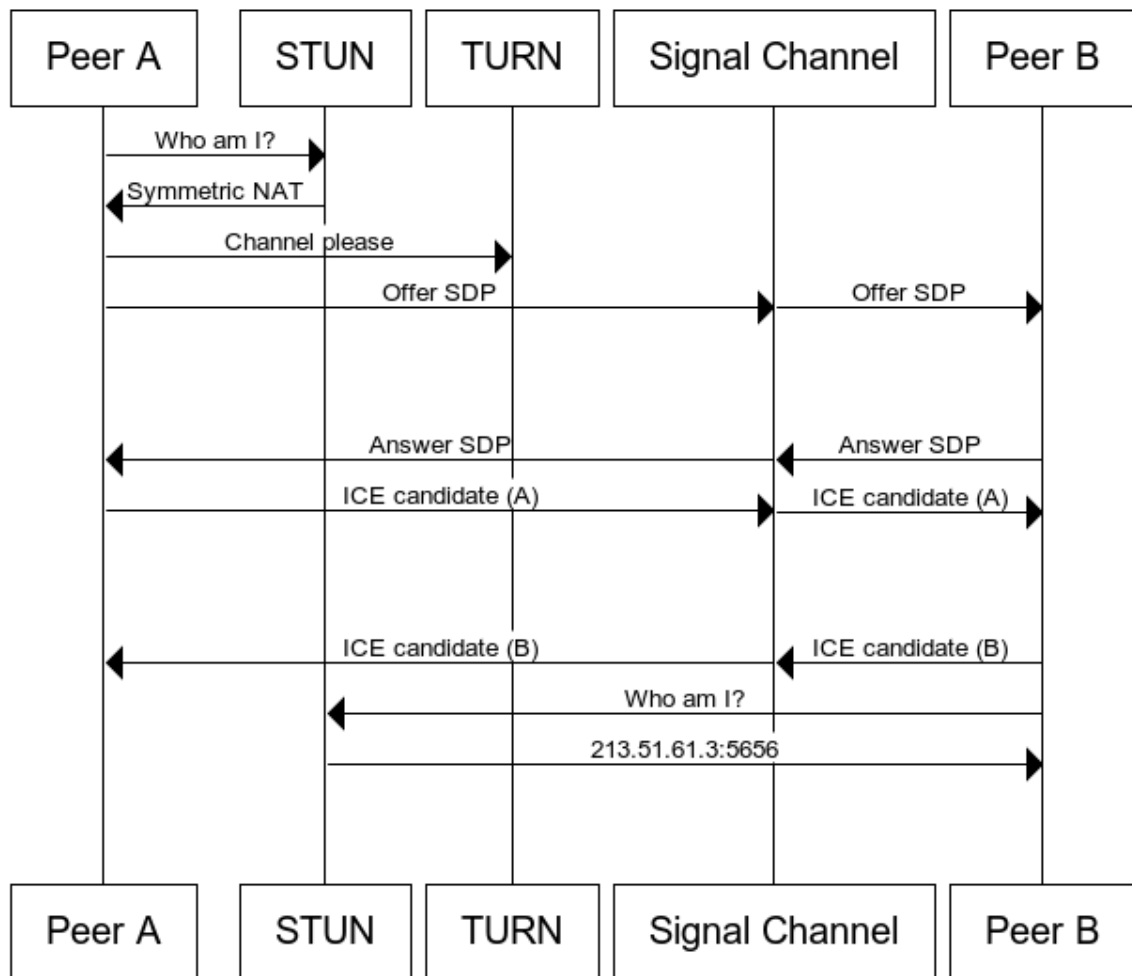 Peer A
STUN
TURN
Signal Channel
Peer B
Who am I?
Symmetric NAT
Channel please
Offer SDP
Offer SDP
Answer SDP
Answer SDP
ICE candidate (A)
ICE candidate (A)
ICE candidate (B)
ICE candidate (B)
Who am I?
213.51.61.3:5656
Peer A
STUN
TURN
Signal Channel
Peer B